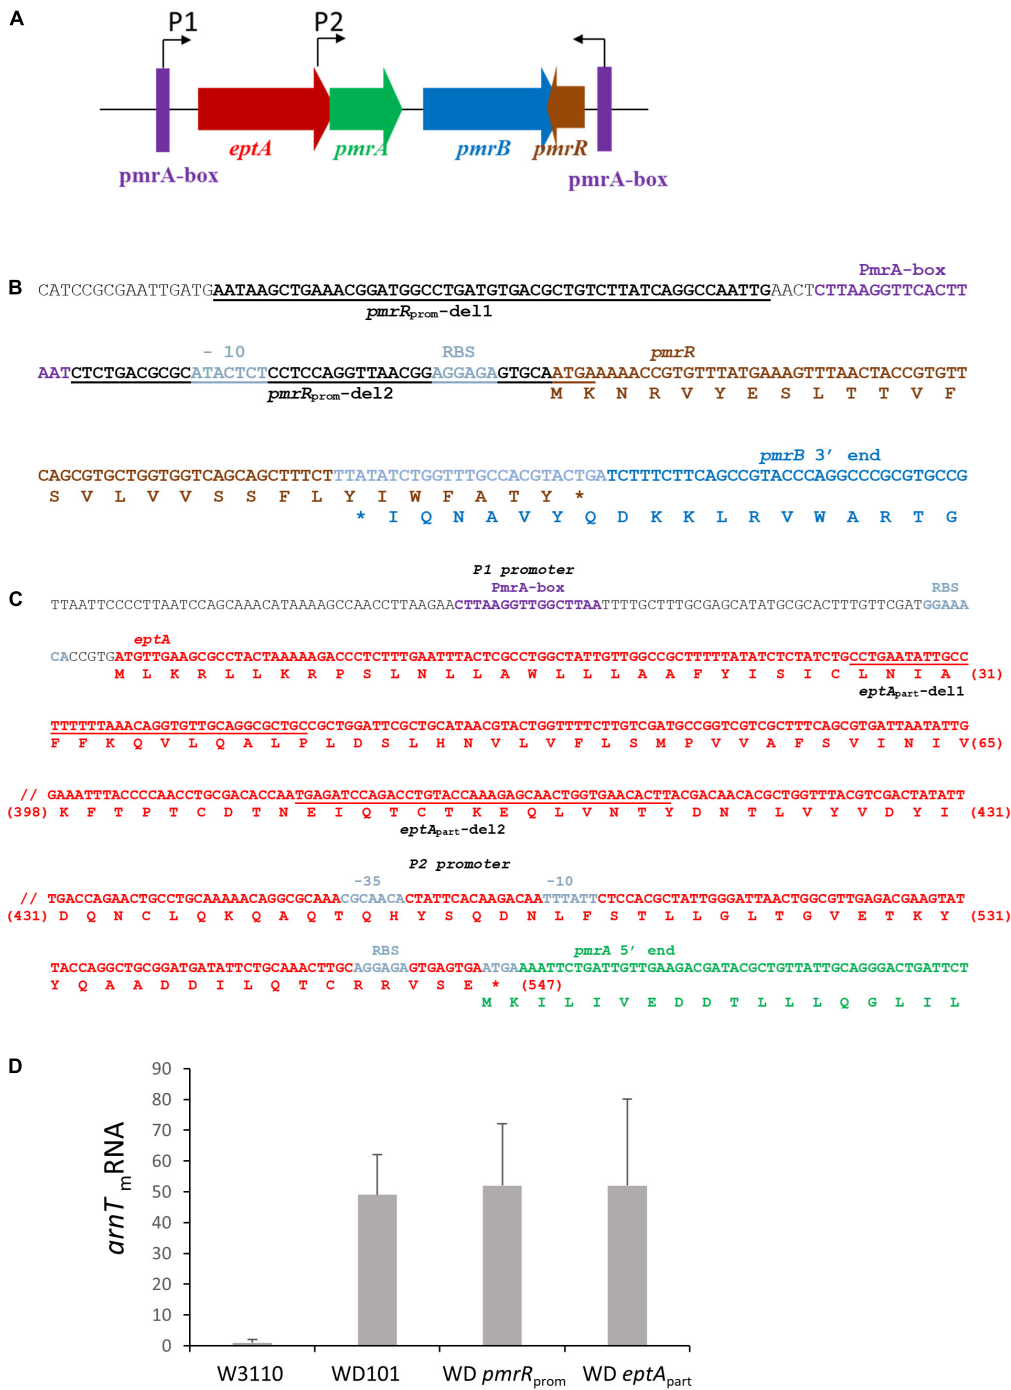 A
P1
P2
eptA
pmrA
pmrB
pmrR
pmrA-box
pmrA-box
PmrA-box
B
CATCCGCGAATTGATGAATAAGCTGAAACGGATGGCCTGATGTGACGCTGTCTTATCAGGCCAATTGAACTCTTAAGGTTCACTT
pmrRprom-del1
- 10
RBS
pmrR
AATCTCTGACGCGCATACTCTCCTCCAGGTTAACGGAGGAGAGTGCAATGAAAAACCGTGTTTATGAAAGTTTAACTACCGTGTT
pmrRprom-del2
M K N R V Y E S L T T V F
pmrB 3’ end
CAGCGTGCTGGTGGTCAGCAGCTTTCTTTATATCTGGTTTGCCACGTACTGATCTTTCTTCAGCCGTACCCAGGCCCGCGTGCCG
S V L V V S S F L Y I W F A T Y *
* I Q N A V Y Q D K K L R V W A R T G
P1 promoter
PmrA-box
RBS
C
TTAATTCCCCTTAATCCAGCAAACATAAAAGCCAACCTTAAGAACTTAAGGTTGGCTTAATTTTGCTTTGCGAGCATATGCGCACTTTGTTCGATGGAAA
eptA
CACCGTGATGTTGAAGCGCCTACTAAAAAGACCCTCTTTGAATTTACTCGCCTGGCTATTGTTGGCCGCTTTTTATATCTCTATCTGCCTGAATATTGCC
M L K R L L K R P S L N L L A W L L L A A F Y I S I C L N I A (31)
eptApart-del1
TTTTTTAAACAGGTGTTGCAGGCGCTGCCGCTGGATTCGCTGCATAACGTACTGGTTTTCTTGTCGATGCCGGTCGTCGCTTTCAGCGTGATTAATATTG
F F K Q V L Q A L P L D S L H N V L V F L S M P V V A F S V I N I V (65)
// GAAATTTACCCCAACCTGCGACACCAATGAGATCCAGACCTGTACCAAAGAGCAACTGGTGAACACTTACGACAACACGCTGGTTTACGTCGACTATATT
(398) K F T P T C D T N E I Q T C T K E Q L V N T Y D N T L V Y V D Y I (431)
eptApart-del2
P2 promoter
-35
-10
// TGACCAGAACTGCCTGCAAAAACAGGCGCAAACGCAACACTATTCACAAGACAATTTATTCTCCACGCTATTGGGATTAACTGGCGTTGAGACGAAGTAT
(431) D Q N C L Q K Q A Q T Q H Y S Q D N L F S T L L G L T G V E T K Y (531)
RBS
pmrA 5’ end
TACCAGGCTGCGGATGATATTCTGCAAACTTGCAGGAGAGTGAGTGAATGAAAATTCTGATTGTTGAAGACGATACGCTGTTATTGCAGGGACTGATTCT
Y Q A A D D I L Q T C R R V S E * (547)
M K I L I V E D D T L L L Q G L I L
D
90
80
70
60
50
40
30
20
10
0
arnT mRNA
W3110
WD101
WD pmrRprom
WD eptApart